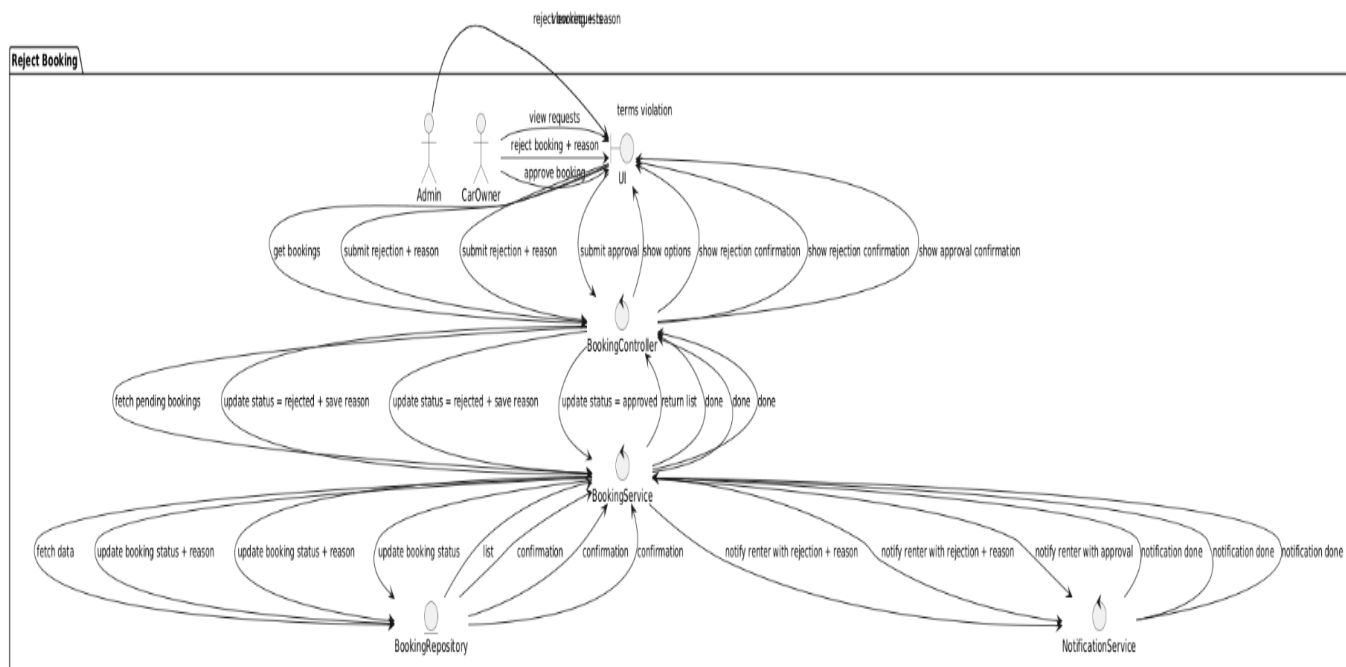 reject booking + reason
view requests
Reject Booking
terms violation
view requests
reject booking + reason
approve booking
UI
Admin
CarOwner
get bookings
submit rejection + reason
submit rejection + reason
submit approval
show options
show rejection confirmation
show rejection confirmation
show approval confirmation
BookingController
fetch pending bookings
update status = rejected + save reason
update status = rejected + save reason
update status = approved
return list
done
done
done
BookingService
fetch data
update booking status + reason
update booking status + reason
update booking status
list
confirmation
confirmation
confirmation
notify renter with rejection + reason
notify renter with rejection + reason
notify renter with approval
notification done
notification done
notification done
BookingRepository
NotificationService